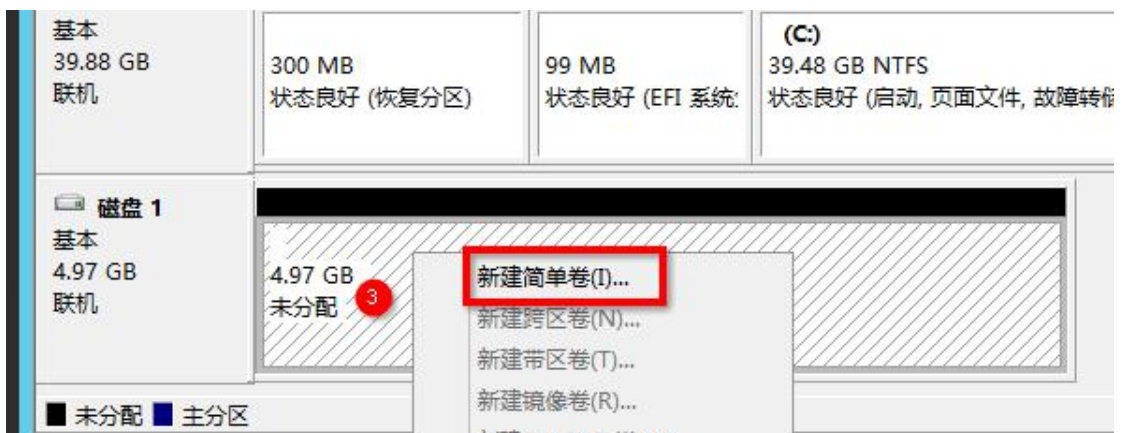 基本
39.88 GB
联机
300 MB
状态良好 (恢复分区)
99 MB
状态良好 (EFI 系统
(C:)
39.48 GB NTFS
状态良好 (启动, 页面文件, 故障转
磁盘 1
基本
4.97 GB
联机
4.97 GB
未分配
3
新建简单卷(I)...
新建跨区卷(N)...
新建带区卷(T)...
新建镜像卷(R)...
未分配 主分区